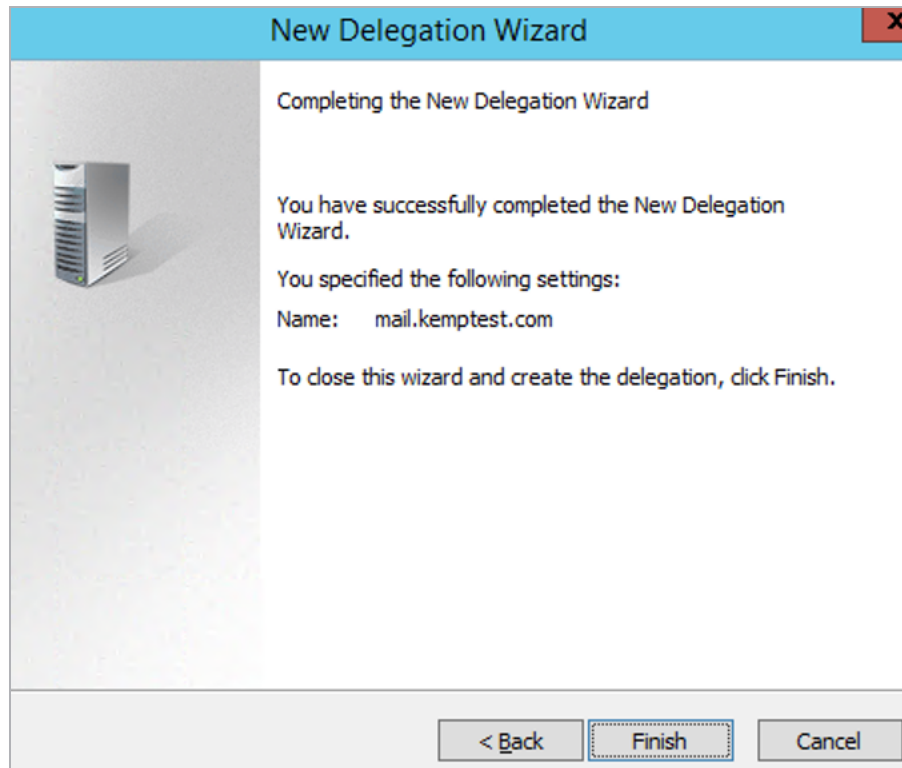 New Delegation Wizard
x
Completing the New Delegation Wizard
You have successfully completed the New Delegation
Wizard.
You specified the following settings:
Name: mail.kemptest.com
To close this wizard and create the delegation, click Finish.
< Back
Finish
Cancel